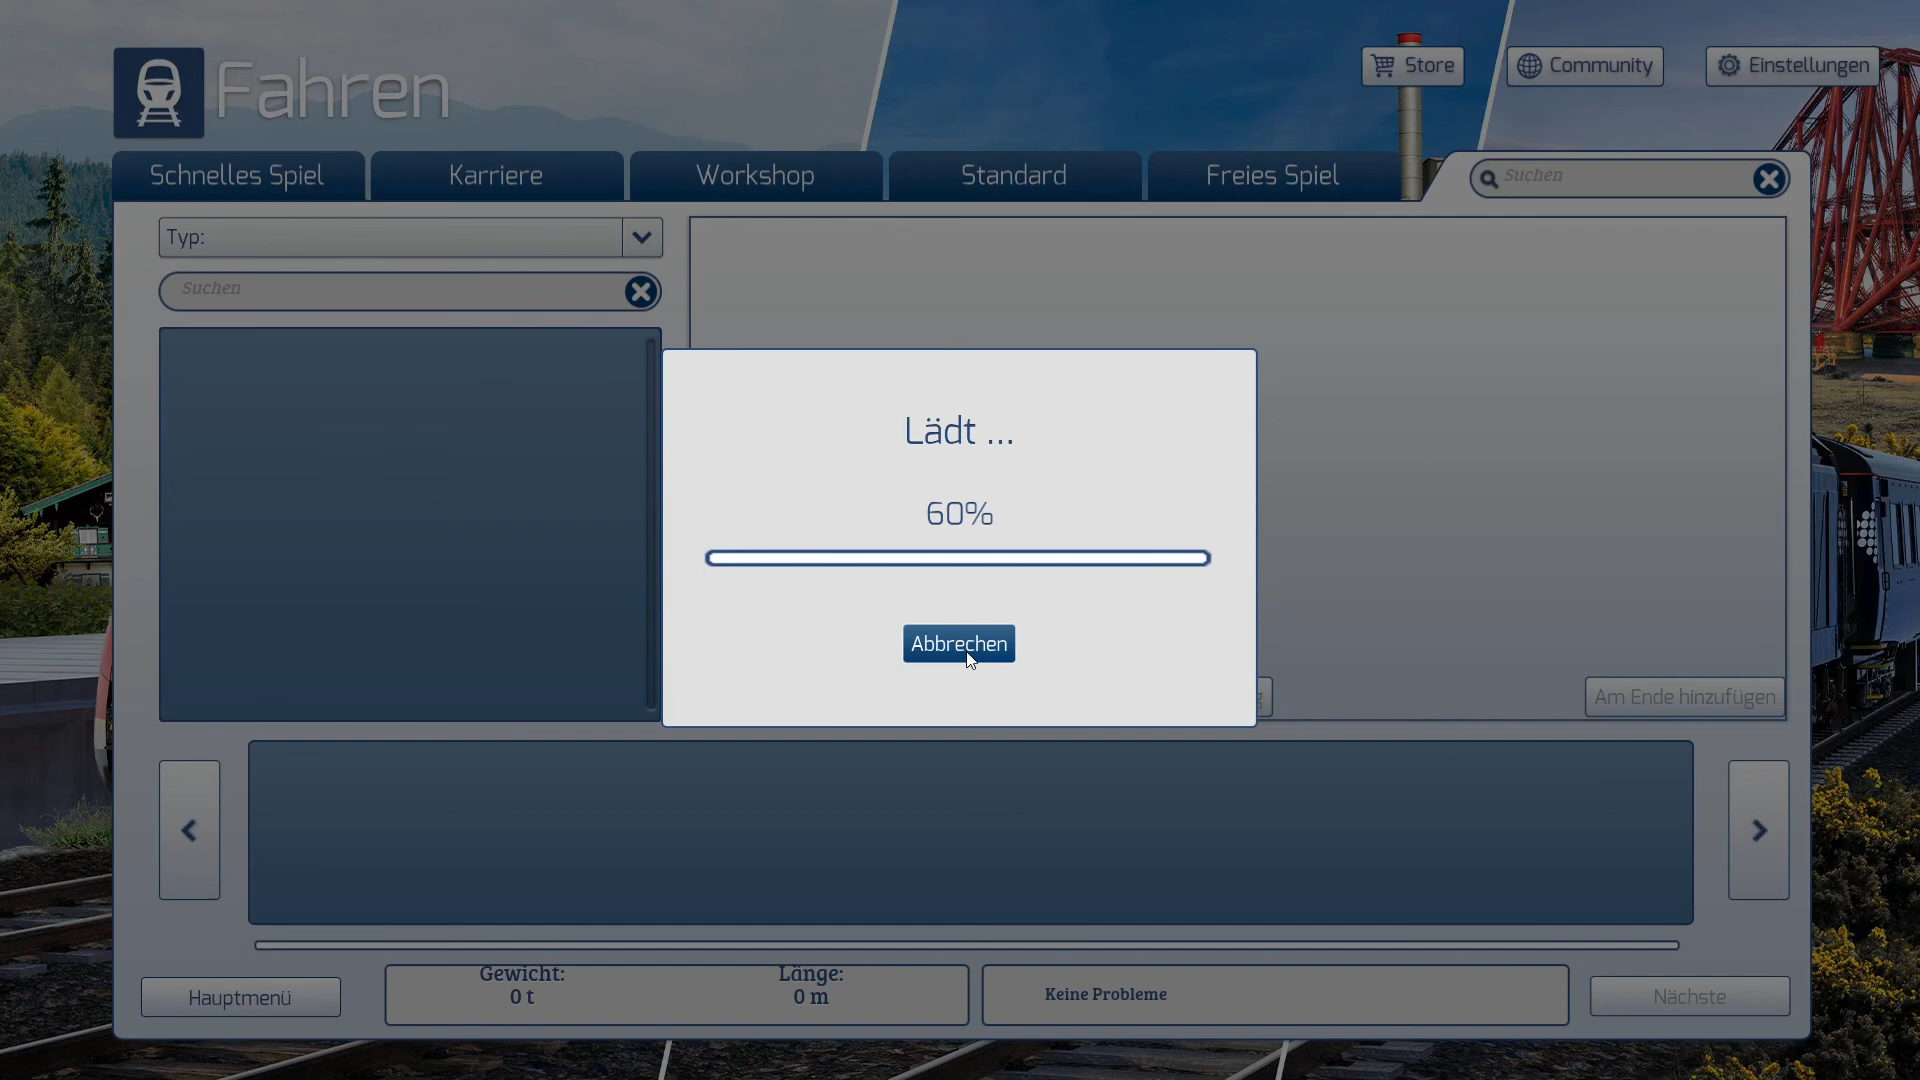 Fahren
Store
Community
Einstellungen
Schnelles Spiel
Karriere
Workshop
Standard
Freies Spiel
Suchen
Typ:
Suchen
Lädt ...
60%
Abbrechen
Am Ende hinzufügen
Hauptmenü
Gewicht:
0 t
Länge:
0 m
Keine Probleme
Nächste